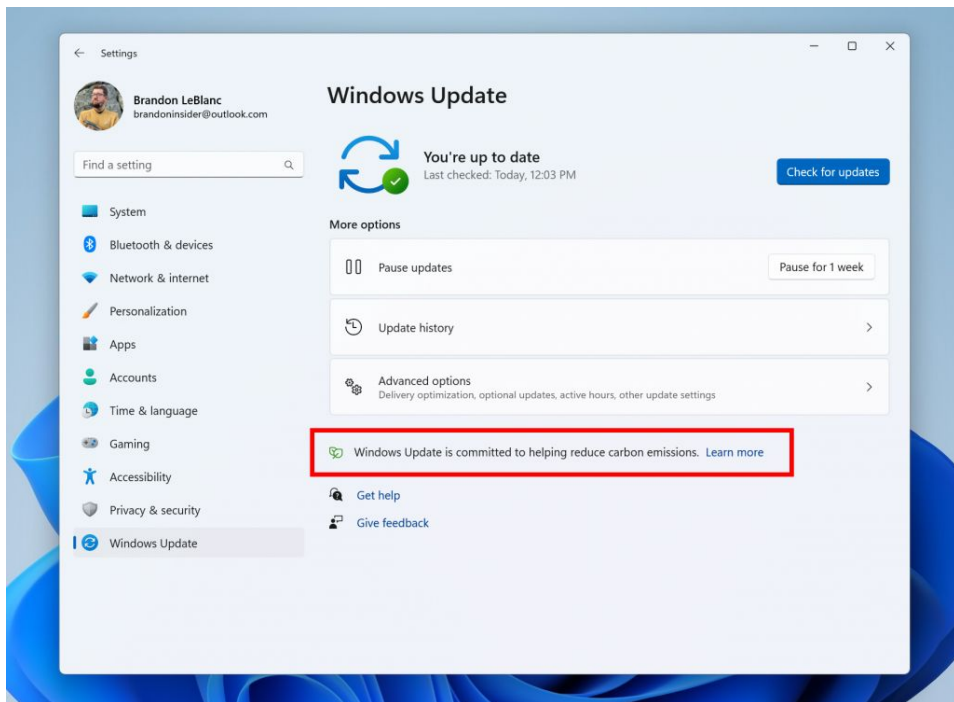 Settings
Brandon LeBlanc
brandoninsider@outlook.com
Find a setting
System
Bluetooth & devices
Network & internet
Personalization
Apps
Accounts
Time & language
Gaming
Accessibility
Privacy & security
Windows Update
Windows Update
You're up to date
Last checked: Today, 12:03 PM
Check for updates
More options
Pause updates
Pause for 1 week
Update history
Advanced options
Delivery optimization, optional updates, active hours, other update settings
Windows Update is committed to helping reduce carbon emissions. Learn more
Get help
Give feedback